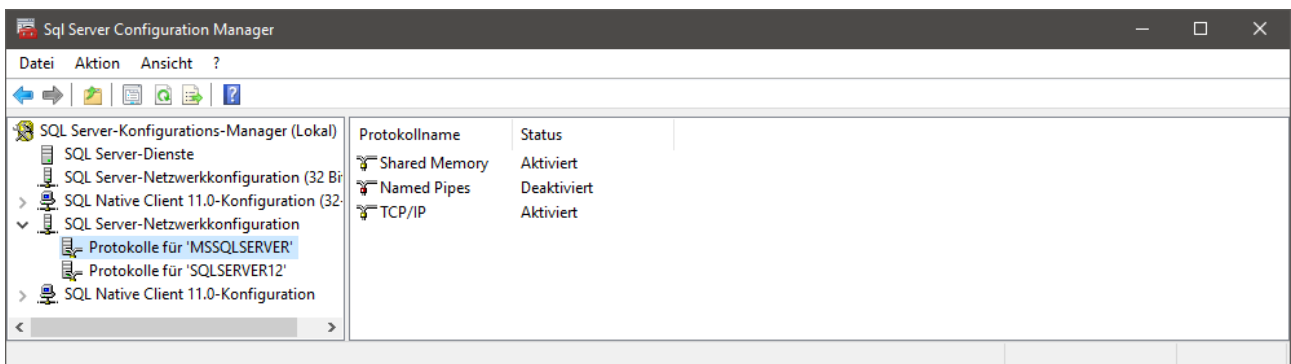 Sql Server Configuration Manager
Datei Aktion Ansicht ?
SQL Server-Konfigurations-Manager (Lokal)
SQL Server-Dienste
SQL Server-Netzwerkkonfiguration (32 Bi
SQL Native Client 11.0-Konfiguration (32-
SQL Server-Netzwerkkonfiguration
Protokolle für 'MSSQLSERVER'
Protokolle für 'SQLSERVER12'
SQL Native Client 11.0-Konfiguration
Protokollname Status
Shared Memory Aktiviert
Named Pipes Deaktiviert
TCP/IP Aktiviert